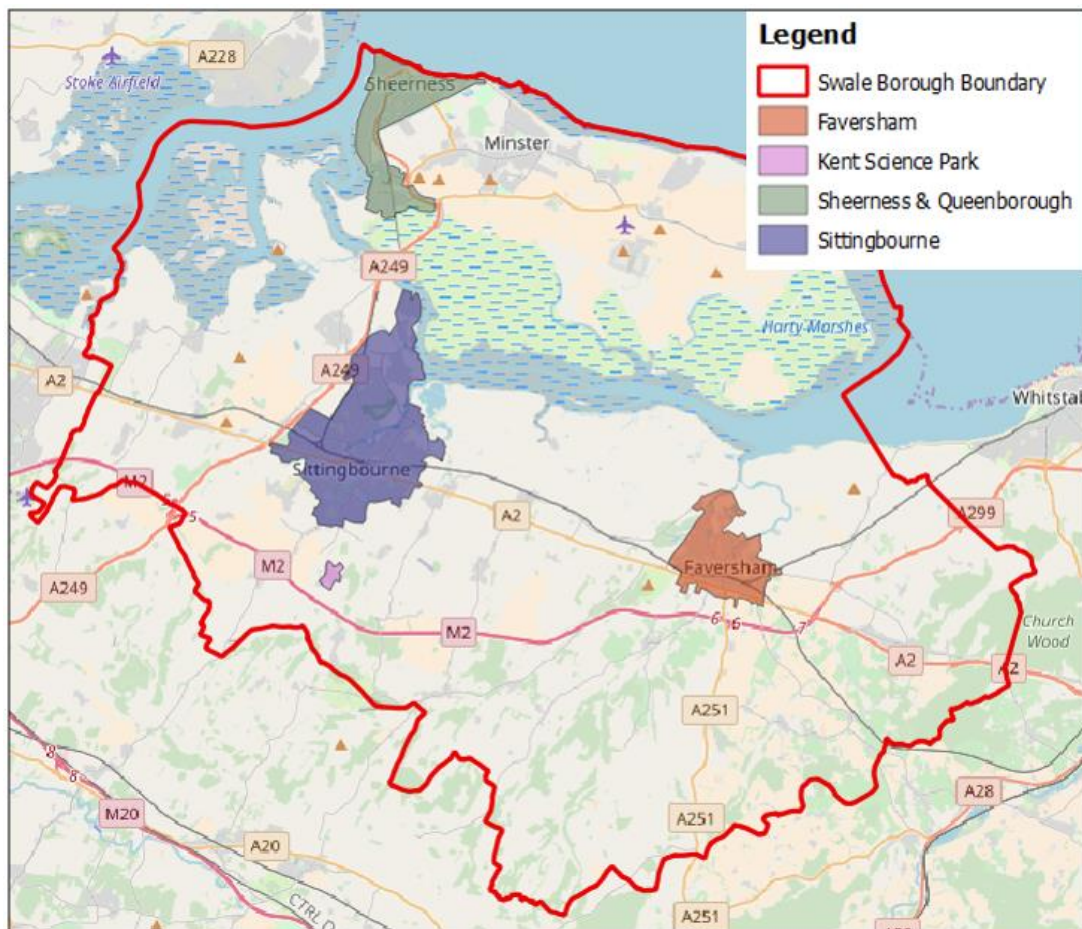 Legend
Swale Borough Boundary
Faversham
Kent Science Park
Sheerness & Queenborough
Sittingbourne
A228
Stoke Airfield
Sheerness
Minster
A249
Harty Marshes
A2
A249
Whitstab
Sittingbourne
M2
5
A2
A299
M2
Faversham
A249
6
6
7
M2
Church
Wood
A2
A2
A251
8
8
M20
A28
A251
A20
CTRL D
A251